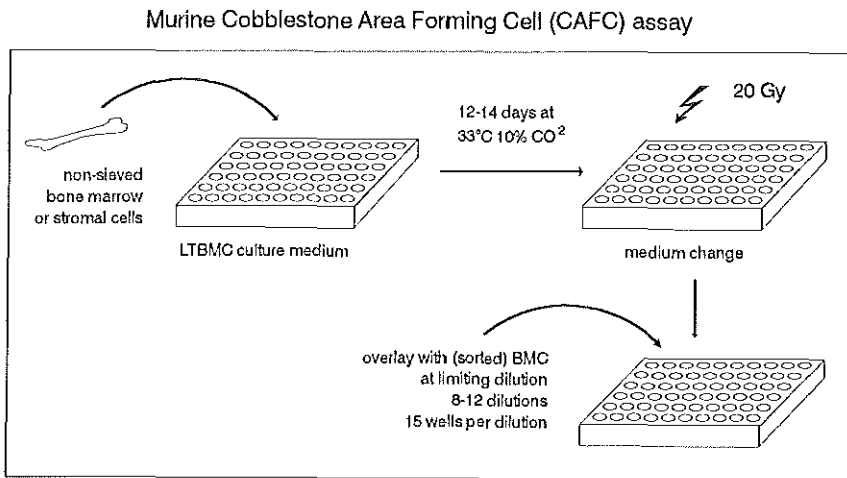 Murine Cobblestone Area Forming Cell (CAFC) assay
non-sieved
bone marrow
or stromal cells
LTBMC culture medium
12-14 days at
33°C 10% CO²
20 Gy
medium change
overlay with (sorted) BMC
at limiting dilution
8-12 dilutions
15 wells per dilution